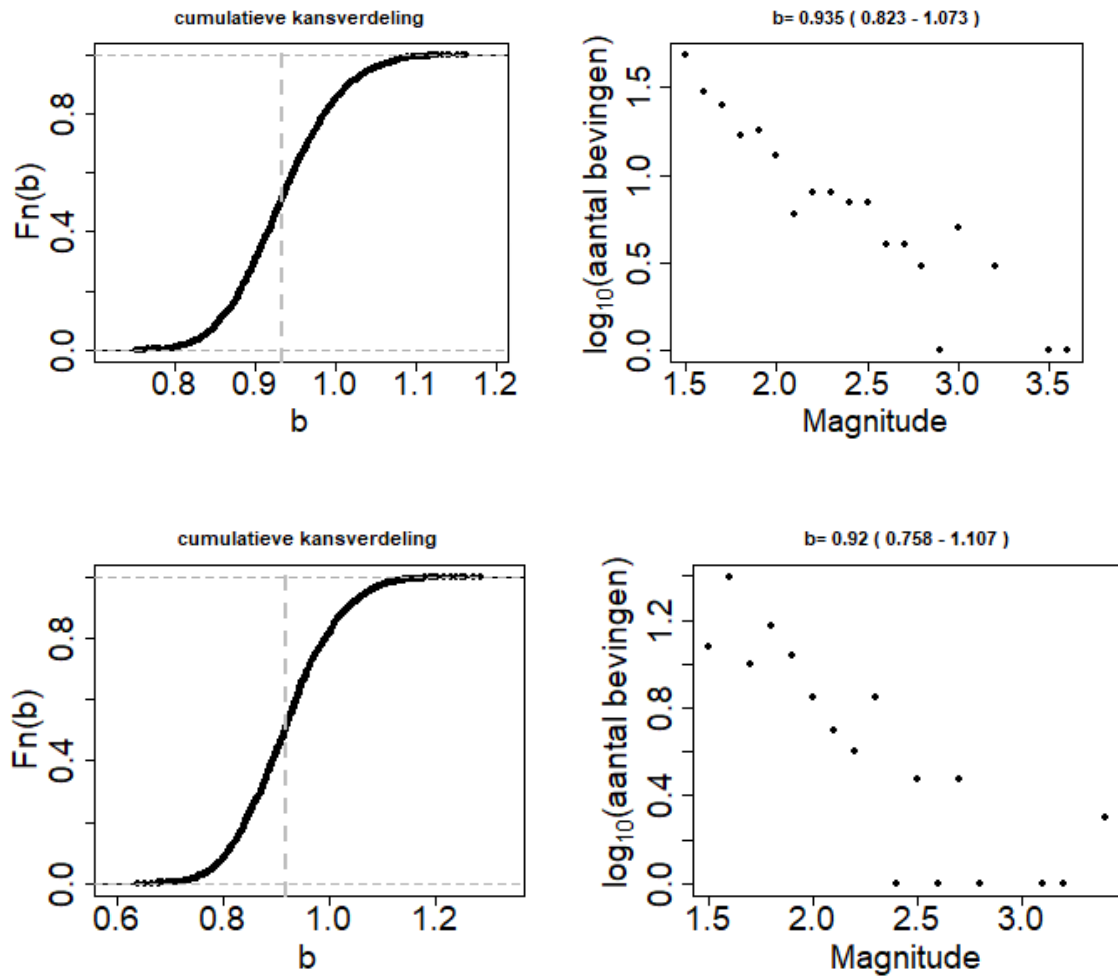 cumulatieve kansverdeling
Fn(b)
0.0 0.4 0.8
0.8 0.9 1.0 1.1 1.2
b
b= 0.935 ( 0.823 - 1.073 )
log10(aantal bevingen)
0.0 0.5 1.0 1.5
1.5 2.0 2.5 3.0 3.5
Magnitude
cumulatieve kansverdeling
Fn(b)
0.0 0.4 0.8
0.6 0.8 1.0 1.2
b
b= 0.92 ( 0.758 - 1.107 )
log10(aantal bevingen)
0.0 0.4 0.8 1.2
1.5 2.0 2.5 3.0
Magnitude